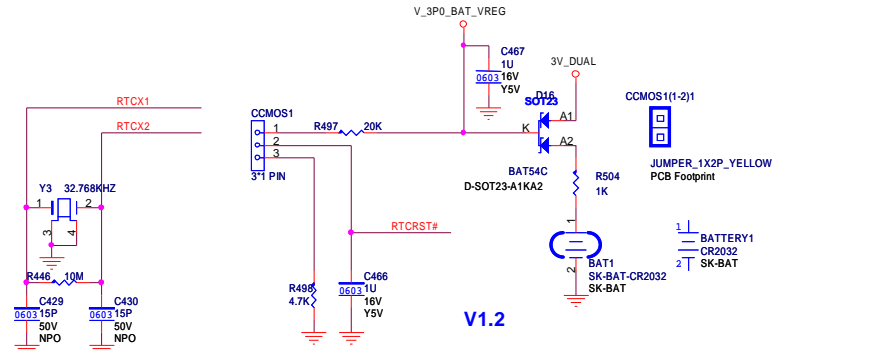 V_3P0_BAT_VREG
C467
1U
0603
16V
Y5V
3V_DUAL
D16
SOT23
A1
K
A2
BAT54C
D-SOT23-A1KA2
CCMOS1(1-2)1
JUMPER_1X2P_YELLOW
PCB Footprint
RTCX1
RTCX2
CCMOS1
1
2
3
3*1 PIN
R497
20K
Y3
32.768KHZ
1
2
3
4
R446
10M
C429
0603
15P
50V
NPO
C430
0603
15P
50V
NPO
RTCRST#
R498
4.7K
C466
0603
1U
16V
Y5V
R504
1K
1
2
BAT1
SK-BAT-CR2032
SK-BAT
1
2
BATTERY1
CR2032
SK-BAT
V1.2